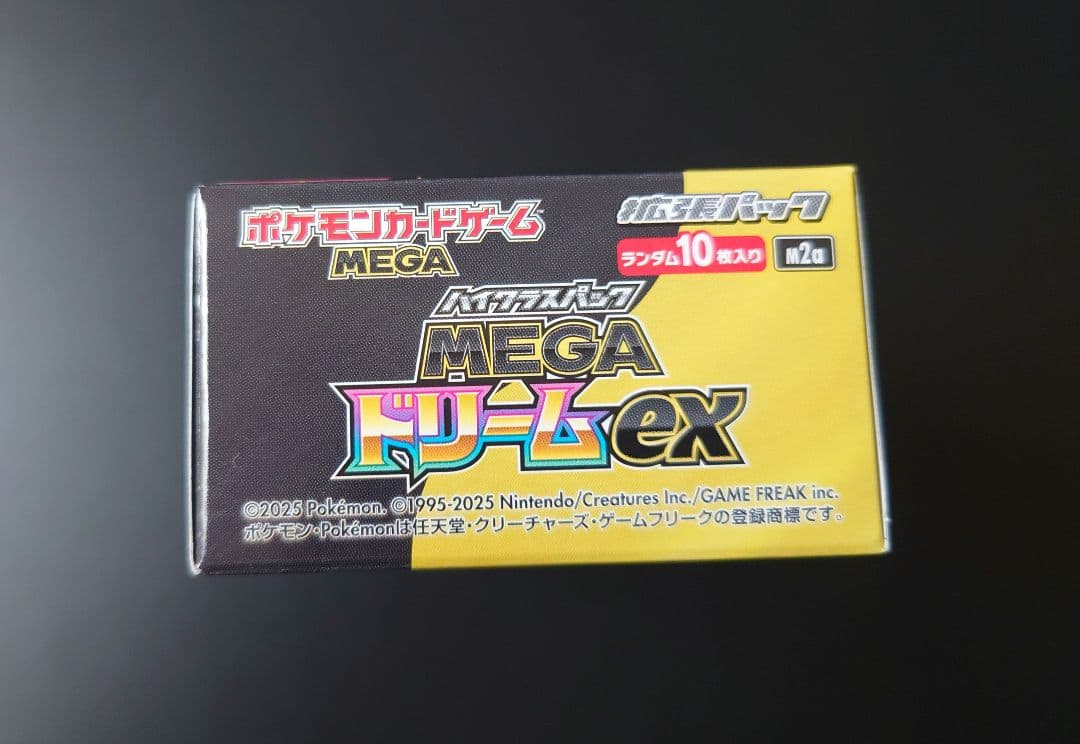 ポケモンカードゲーム™
MEGA
拡張パック
ランダム10枚入り M2a
ハイクラスパック
MEGA
ドリームex
©2025 Pokémon. ©1995-2025 Nintendo/Creatures Inc./GAME FREAK inc.
ポケモン・Pokémonは任天堂・クリーチャーズ・ゲームフリークの登録商標です。